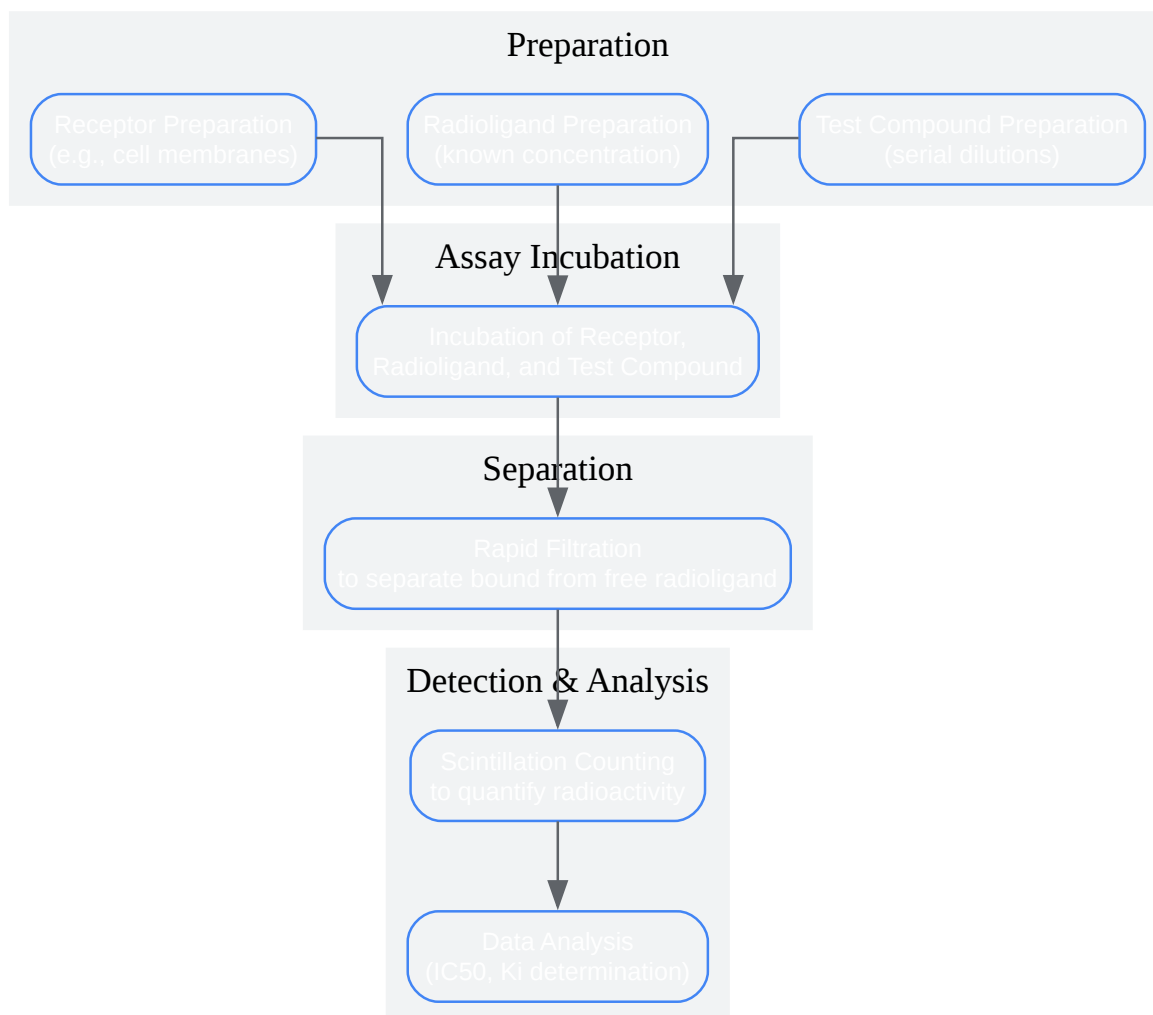 Preparation
Receptor Preparation
(e.g., cell membranes)
Radioligand Preparation
(known concentration)
Test Compound Preparation
(serial dilutions)
Assay Incubation
Incubation of Receptor,
Radioligand, and Test Compound
Separation
Rapid Filtration
to separate bound from free radioligand
Detection & Analysis
Scintillation Counting
to quantify radioactivity
Data Analysis
(IC50, Ki determination)